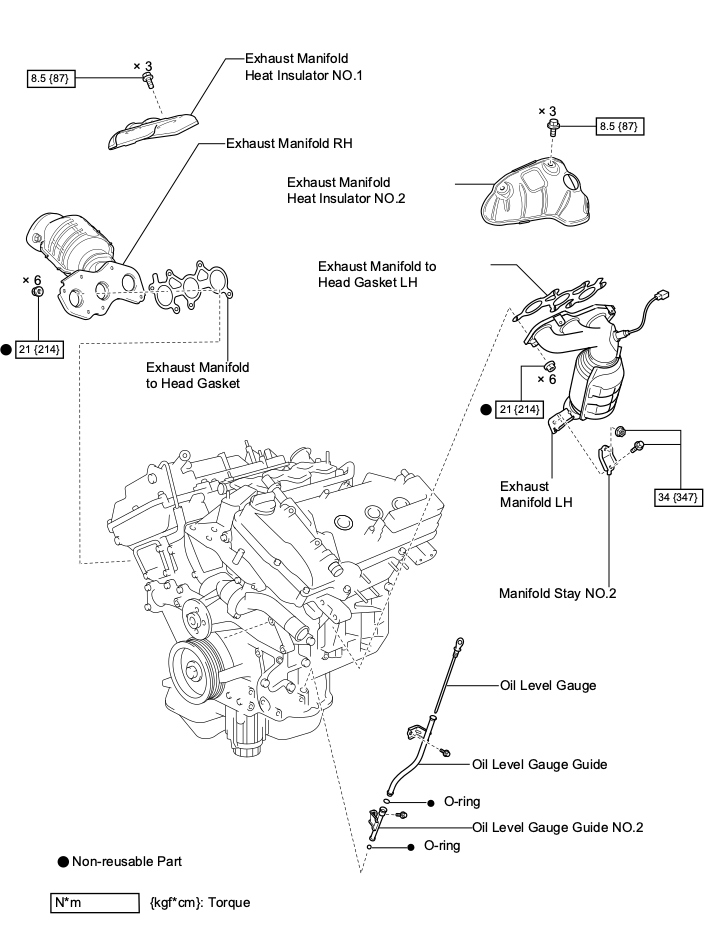 Exhaust Manifold
Heat Insulator NO.1
× 3
8.5 {87}
Exhaust Manifold RH
× 3
8.5 {87}
Exhaust Manifold
Heat Insulator NO.2
Exhaust Manifold to
Head Gasket LH
× 6
21 {214}
Exhaust Manifold
to Head Gasket
× 6
21 {214}
Exhaust
Manifold LH
34 {347}
Manifold Stay NO.2
Oil Level Gauge
Oil Level Gauge Guide
O-ring
Oil Level Gauge Guide NO.2
O-ring
Non-reusable Part
N*m {kgf*cm}: Torque